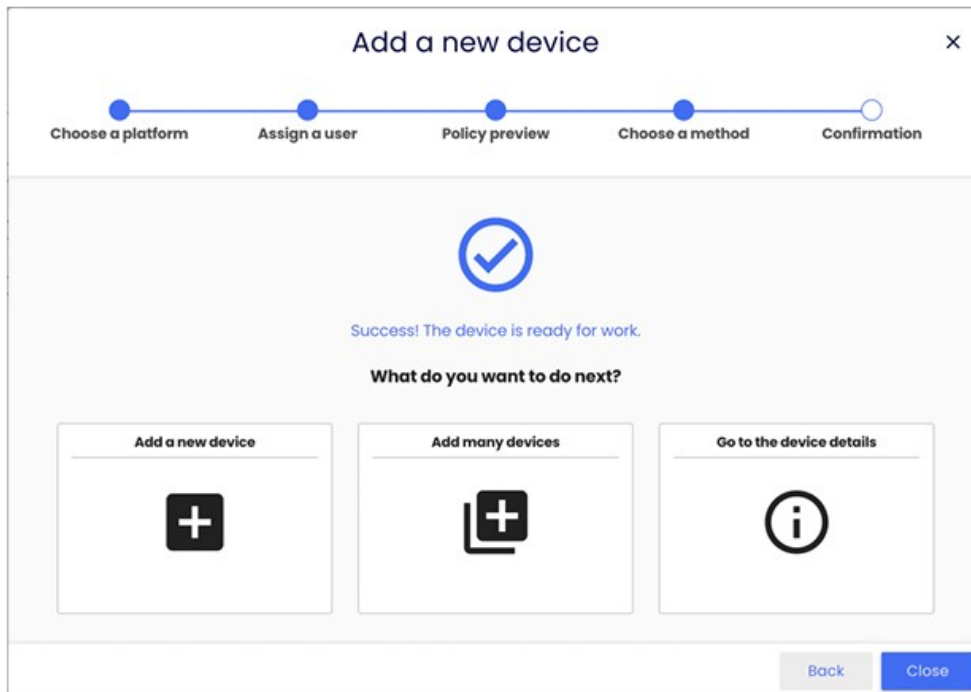 Add a new device
Choose a platform
Assign a user
Policy preview
Choose a method
Confirmation
Success! The device is ready for work.
What do you want to do next?
Add a new device
Add many devices
Go to the device details
Back
Close